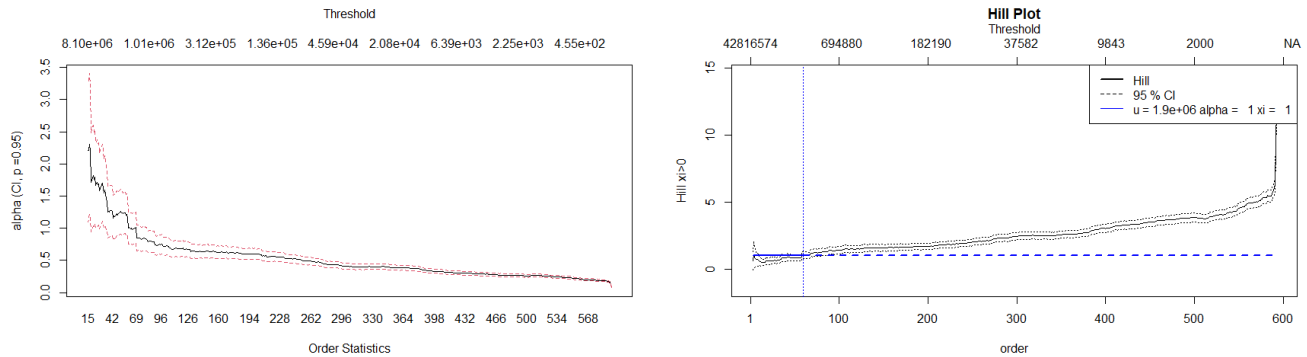 Threshold
8.10e+06 1.01e+06 3.12e+05 1.36e+05 4.59e+04 2.08e+04 6.39e+03 2.25e+03 4.55e+02
alpha (CI, p =0.95)
3.5
3.0
2.5
2.0
1.5
1.0
0.5
0.0
15 42 69 96 126 160 194 228 262 296 330 364 398 432 466 500 534 568
Order Statistics
Hill Plot
Threshold
42816574 694880 182190 37582 9843 2000 NA
Hill xi>0
15
10
5
0
Hill
95 % CI
u = 1.9e+06 alpha = 1 xi = 1
1 100 200 300 400 500 600
order